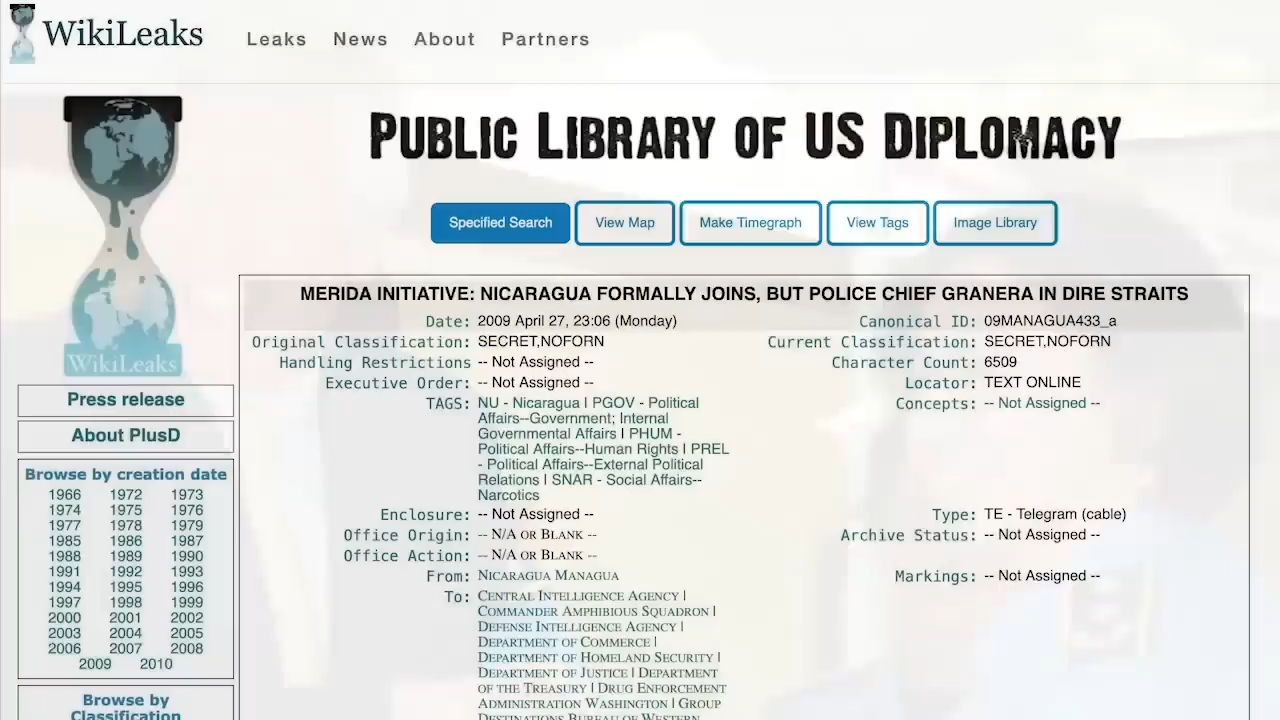 WikiLeaks
Leaks News About Partners
PUBLIC LIBRARY OF US DIPLOMACY
Specified Search View Map Make Timegraph View Tags Image Library
WikiLeaks
Press release
About PlusD
Browse by creation date
1966 1972 1973
1974 1975 1976
1977 1978 1979
1985 1986 1987
1988 1989 1990
1991 1992 1993
1994 1995 1996
1997 1998 1999
2000 2001 2002
2003 2004 2005
2006 2007 2008
2009 2010
Browse by
Classification
MERIDA INITIATIVE: NICARAGUA FORMALLY JOINS, BUT POLICE CHIEF GRANERA IN DIRE STRAITS
Date: 2009 April 27, 23:06 (Monday) Canonical ID: 09MANAGUA433_a
Original Classification: SECRET,NOFORN Current Classification: SECRET,NOFORN
Handling Restrictions -- Not Assigned -- Character Count: 6509
Executive Order: -- Not Assigned -- Locator: TEXT ONLINE
TAGS: NU - Nicaragua | PGOV - Political Concepts: -- Not Assigned --
Affairs--Government; Internal
Governmental Affairs | PHUM -
Political Affairs--Human Rights | PREL
- Political Affairs--External Political
Relations | SNAR - Social Affairs--
Narcotics
Enclosure: -- Not Assigned -- Type: TE - Telegram (cable)
Office Origin: -- N/A OR BLANK -- Archive Status: -- Not Assigned --
Office Action: -- N/A OR BLANK --
From: NICARAGUA MANAGUA Markings: -- Not Assigned --
To: CENTRAL INTELLIGENCE AGENCY |
COMMANDER AMPHIBIOUS SQUADRON |
DEFENSE INTELLIGENCE AGENCY |
DEPARTMENT OF COMMERCE |
DEPARTMENT OF HOMELAND SECURITY |
DEPARTMENT OF JUSTICE | DEPARTMENT
OF THE TREASURY | DRUG ENFORCEMENT
ADMINISTRATION WASHINGTON | GROUP
DESTINATIONS BUREAU OF WESTERN